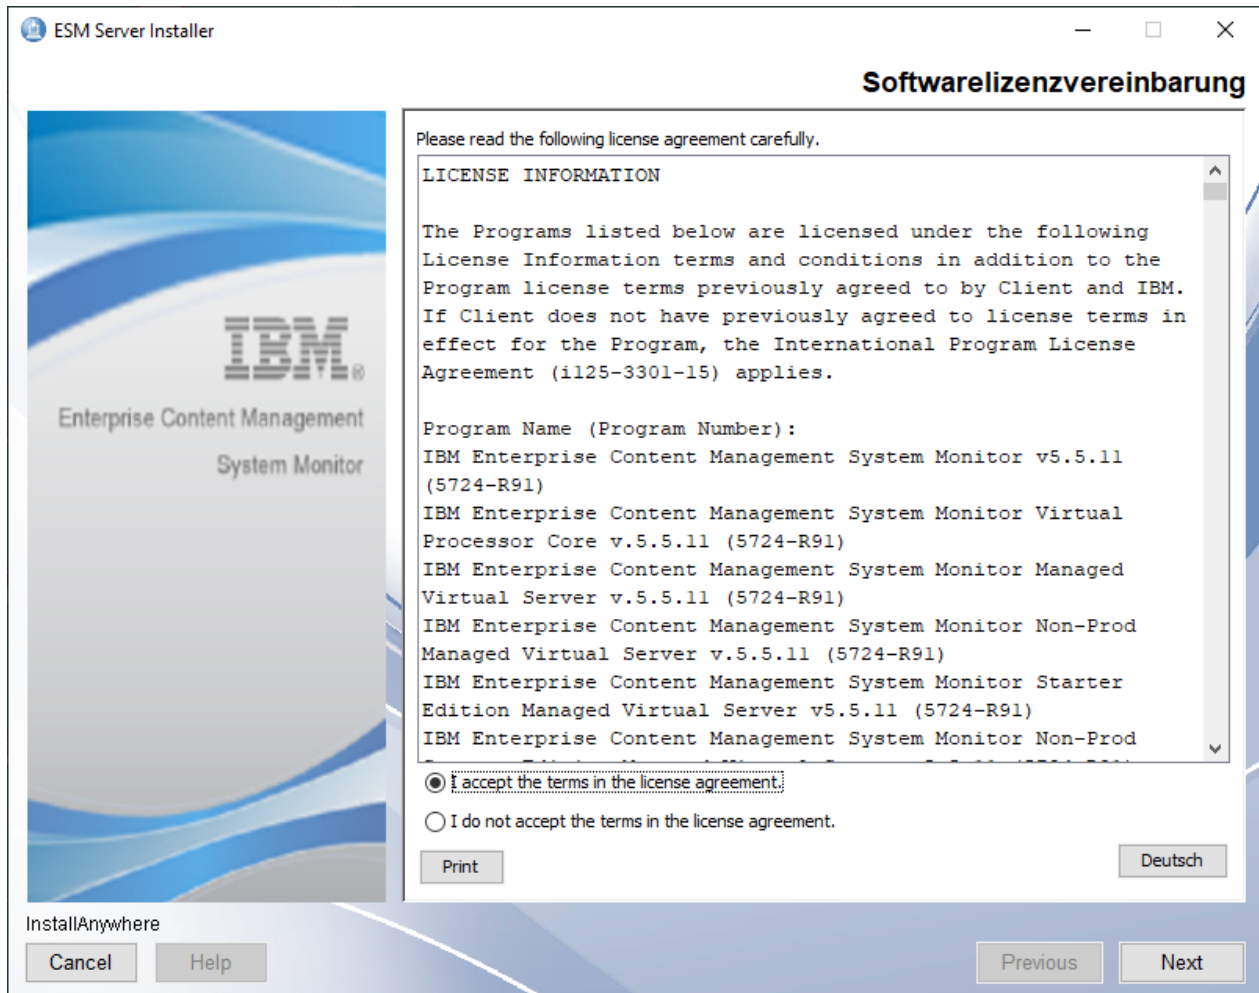 ESM Server Installer
Softwarelizenzvereinbarung
IBM®
Enterprise Content Management
System Monitor
Please read the following license agreement carefully.
LICENSE INFORMATION
The Programs listed below are licensed under the following
License Information terms and conditions in addition to the
Program license terms previously agreed to by Client and IBM.
If Client does not have previously agreed to license terms in
effect for the Program, the International Program License
Agreement (i125-3301-15) applies.
Program Name (Program Number):
IBM Enterprise Content Management System Monitor v5.5.11
(5724-R91)
IBM Enterprise Content Management System Monitor Virtual
Processor Core v.5.5.11 (5724-R91)
IBM Enterprise Content Management System Monitor Managed
Virtual Server v.5.5.11 (5724-R91)
IBM Enterprise Content Management System Monitor Non-Prod
Managed Virtual Server v.5.5.11 (5724-R91)
IBM Enterprise Content Management System Monitor Starter
Edition Managed Virtual Server v5.5.11 (5724-R91)
IBM Enterprise Content Management System Monitor Non-Prod
I accept the terms in the license agreement.
I do not accept the terms in the license agreement.
Print
Deutsch
InstallAnywhere
Cancel
Help
Previous
Next